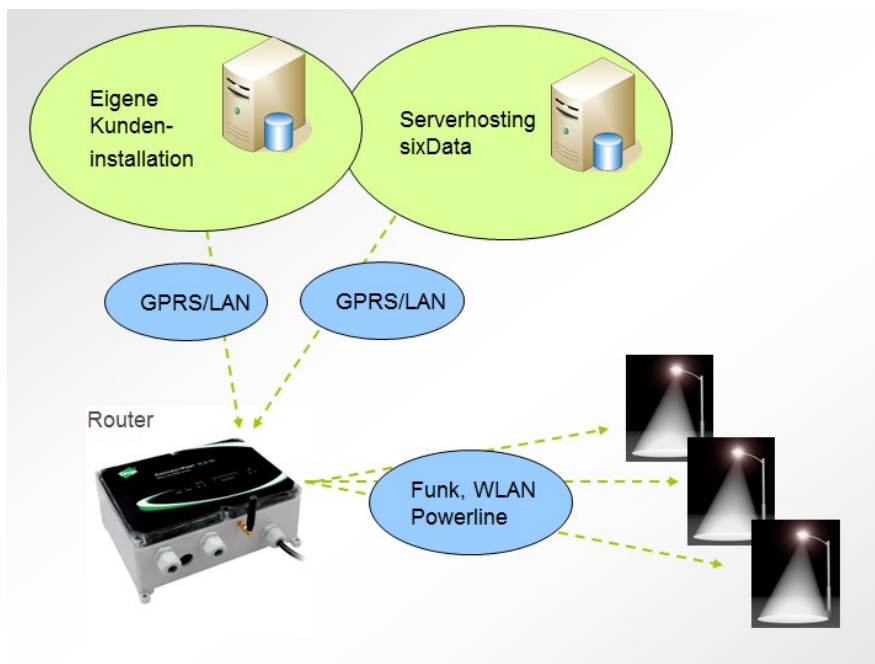 Eigene
Kunden-
installation
Serverhosting
sixData
GPRS/LAN
GPRS/LAN
Router
Funk, WLAN
Powerline